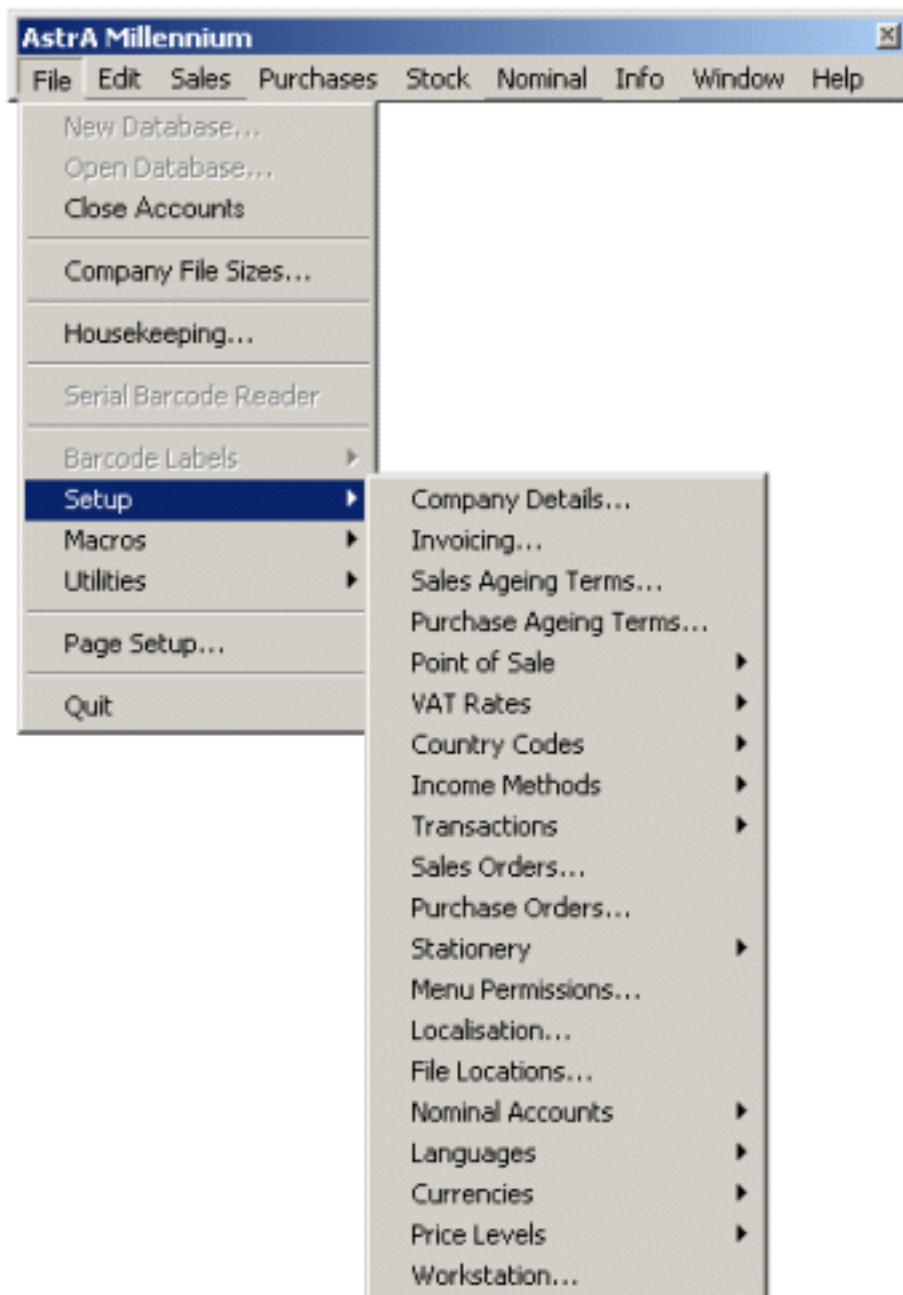 AstrA Millennium
File Edit Sales Purchases Stock Nominal Info Window Help
New Database...
Open Database...
Close Accounts
Company File Sizes...
Housekeeping...
Serial Barcode Reader
Barcode Labels
Setup
Macros
Utilities
Page Setup...
Quit
Company Details...
Invoicing...
Sales Ageing Terms...
Purchase Ageing Terms...
Point of Sale
VAT Rates
Country Codes
Income Methods
Transactions
Sales Orders...
Purchase Orders...
Stationery
Menu Permissions...
Localisation...
File Locations...
Nominal Accounts
Languages
Currencies
Price Levels
Workstation...